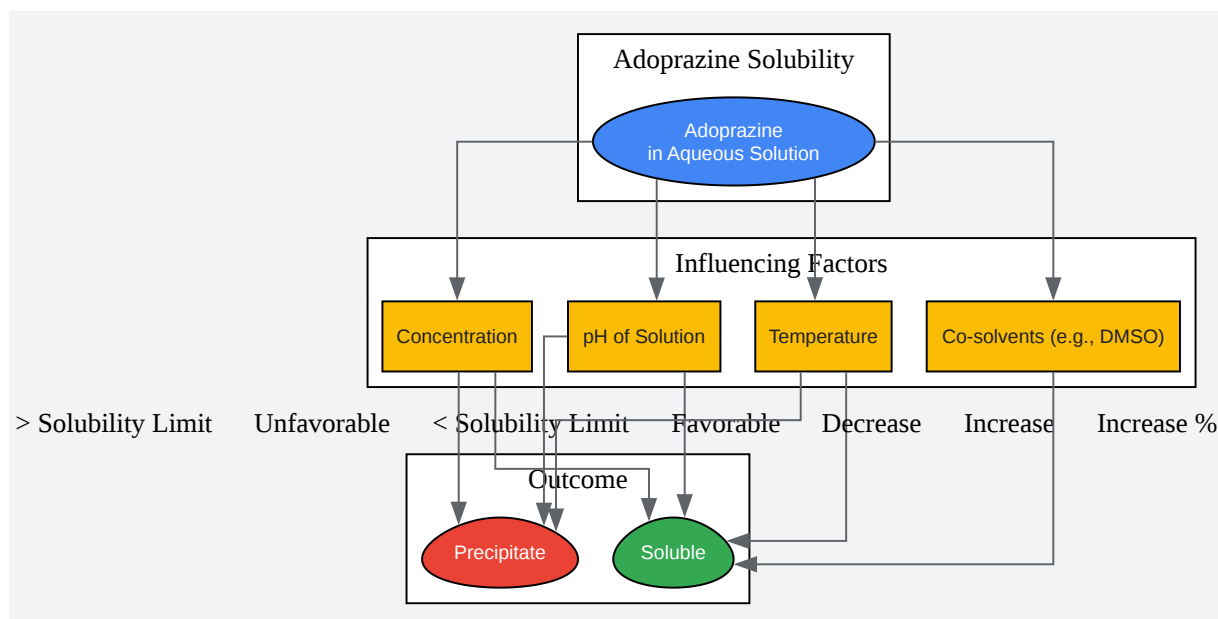 Adoprazine Solubility
Adoprazine
in Aqueous Solution
Influencing Factors
Concentration
pH of Solution
Temperature
Co-solvents (e.g., DMSO)
> Solubility Limit
Unfavorable
< Solubility Limit
Favorable
Decrease
Increase
Increase %
Outcome
Precipitate
Soluble